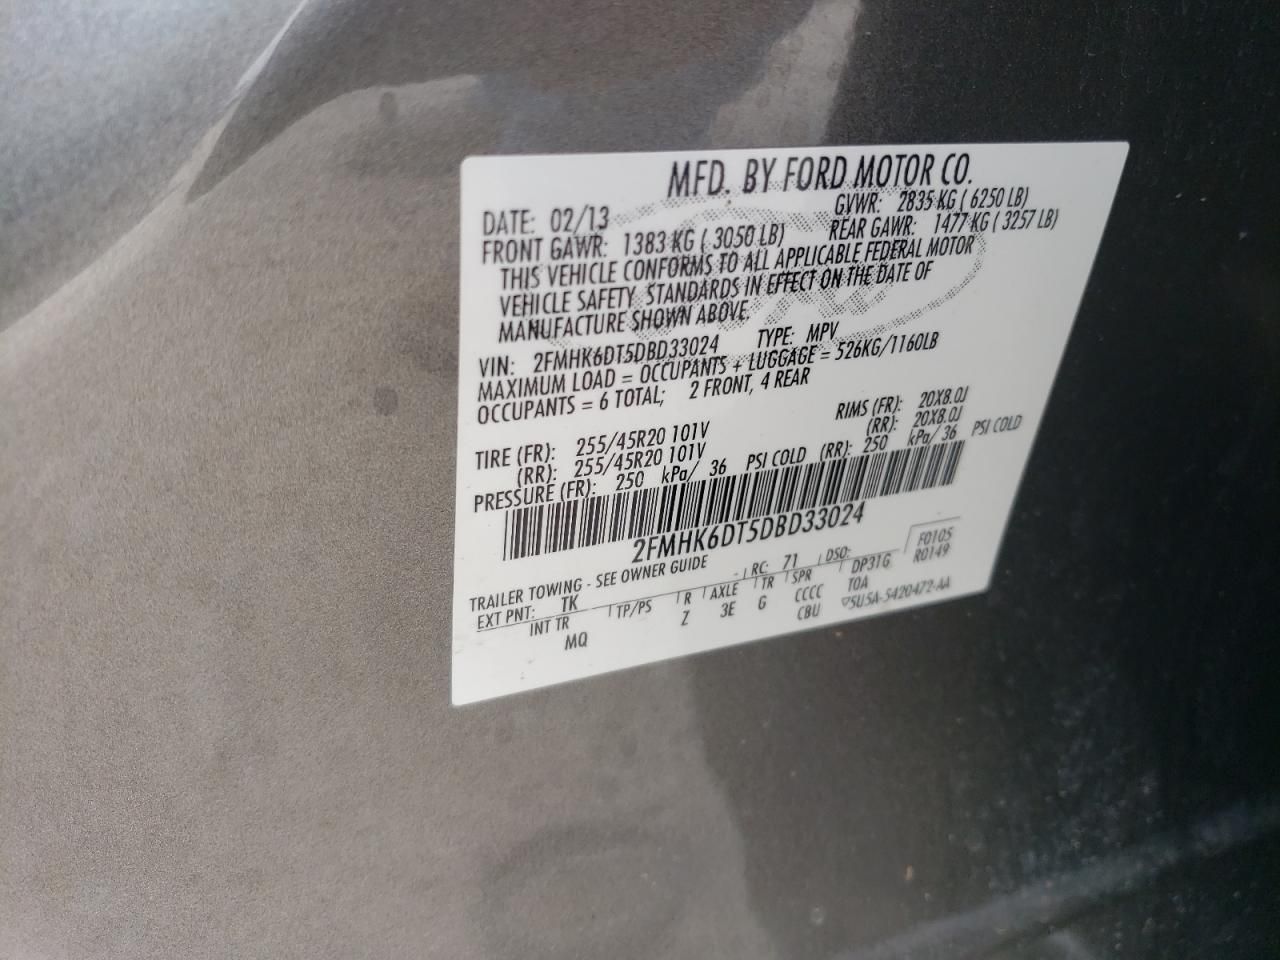 MFD. BY FORD MOTOR CO.
DATE: 02/13 GVWR: 2835 KG ( 6250 LB)
FRONT GAWR: 1383 KG ( 3050 LB) REAR GAWR: 1477 KG ( 3257 LB)
THIS VEHICLE CONFORMS TO ALL APPLICABLE FEDERAL MOTOR
VEHICLE SAFETY STANDARDS IN EFFECT ON THE DATE OF
MANUFACTURE SHOWN ABOVE.
VIN: 2FMHK6DT5DBD33024 TYPE: MPV
MAXIMUM LOAD = OCCUPANTS + LUGGAGE = 526KG/1160LB
OCCUPANTS = 6 TOTAL; 2 FRONT, 4 REAR
TIRE (FR): 255/45R20 101V RIMS (FR): 20X8.0J
(RR): 255/45R20 101V (RR): 20X8.0J
PRESSURE (FR): 250 kPa/ 36 PSI COLD (RR): 250 kPa/ 36 PSI COLD
2FMHK6DT5DBD33024
TRAILER TOWING - SEE OWNER GUIDE F0105
EXT PNT: TK RC: 71 DSO: R0149
INT TR TP/PS R AXLE TR SPR DP31G
MQ Z 3E G CCCC T0A
CBU ▽5U5A-5420472-AA